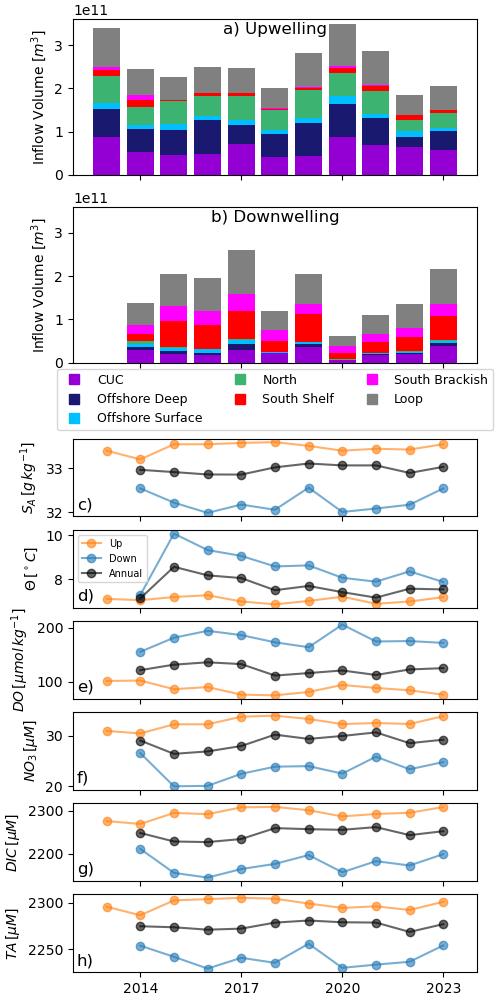 1e11
a) Upwelling
Inflow Volume [m³]
3
2
1
0
1e11
b) Downwelling
Inflow Volume [m³]
3
2
1
0
CUC
Offshore Deep
Offshore Surface
North
South Shelf
South Brackish
Loop
S_A [g kg⁻¹]
33
32
c)
Θ [°C]
10
8
Up
Down
Annual
d)
DO [μmol kg⁻¹]
200
100
e)
NO₃ [μM]
30
20
f)
DIC [μM]
2300
2200
g)
TA [μM]
2300
2250
h)
2014 2017 2020 2023